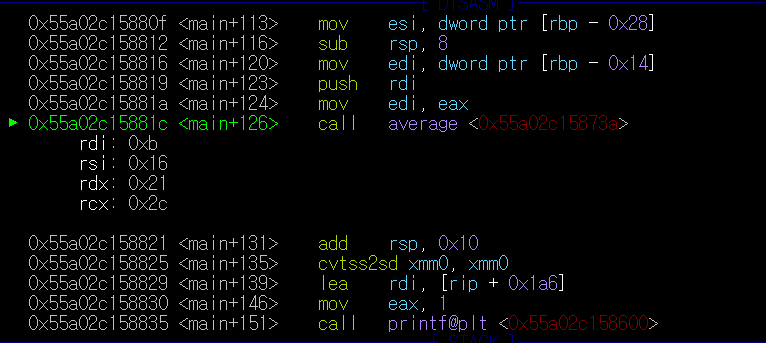 [ DISASM ]
0x55a02c15880f <main+113> mov esi, dword ptr [rbp - 0x28]
0x55a02c158812 <main+116> sub rsp, 8
0x55a02c158816 <main+120> mov edi, dword ptr [rbp - 0x14]
0x55a02c158819 <main+123> push rdi
0x55a02c15881a <main+124> mov edi, eax
► 0x55a02c15881c <main+126> call average <0x55a02c15873a>
rdi: 0xb
rsi: 0x16
rdx: 0x21
rcx: 0x2c
0x55a02c158821 <main+131> add rsp, 0x10
0x55a02c158825 <main+135> cvtss2sd xmm0, xmm0
0x55a02c158829 <main+139> lea rdi, [rip + 0x1a6]
0x55a02c158830 <main+146> mov eax, 1
0x55a02c158835 <main+151> call printf@plt <0x55a02c158600>
[ STACK ]